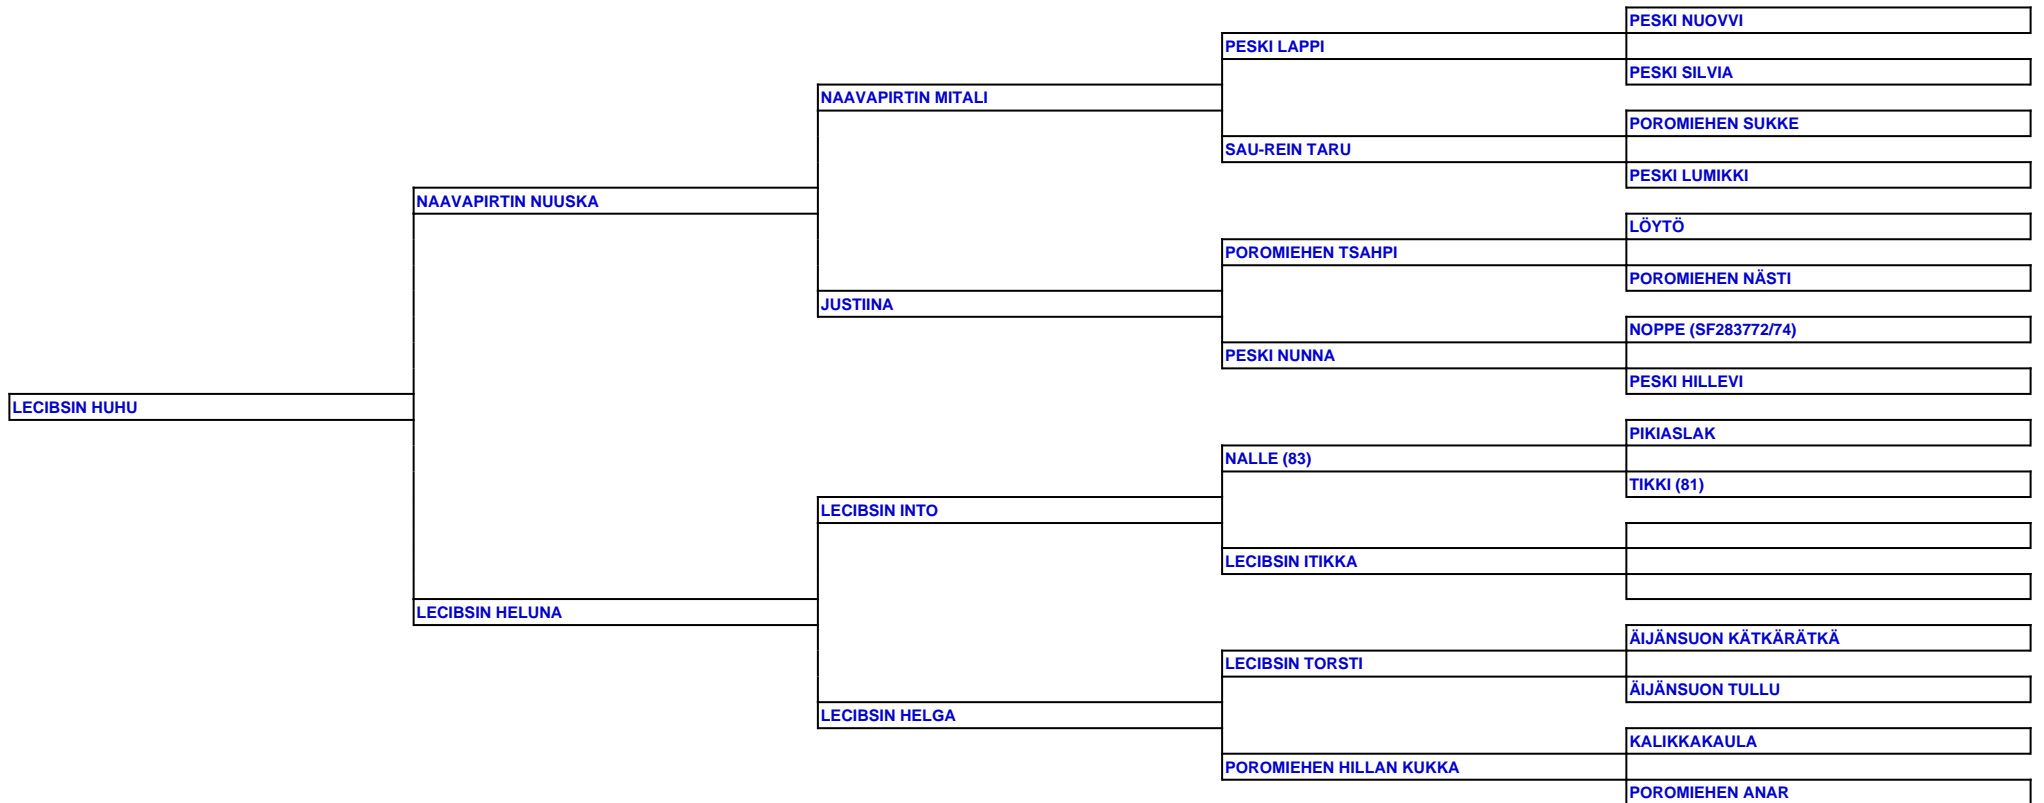 PESKI NUOVVI
PESKI LAPPI
PESKI SILVIA
NAAVAPIRTIN MITALI
POROMIEHEN SUKKE
SAU-REIN TARU
PESKI LUMIKKI
NAAVAPIRTIN NUUSKA
LÖYTÖ
POROMIEHEN TSAHPI
POROMIEHEN NÄSTI
JUSTIINA
NOPPE (SF283772/74)
PESKI NUNNA
PESKI HILLEVI
LECIBSIN HUHU
PIKIASLAK
NALLE (83)
TIKKI (81)
LECIBSIN INTO
LECIBSIN ITIKKA
LECIBSIN HELUNA
ÄIJÄNSUON KÄTKÄRÄTKÄ
LECIBSIN TORSTI
ÄIJÄNSUON TULLU
LECIBSIN HELGA
KALIKKAKAULA
POROMIEHEN HILLAN KUKKA
POROMIEHEN ANAR